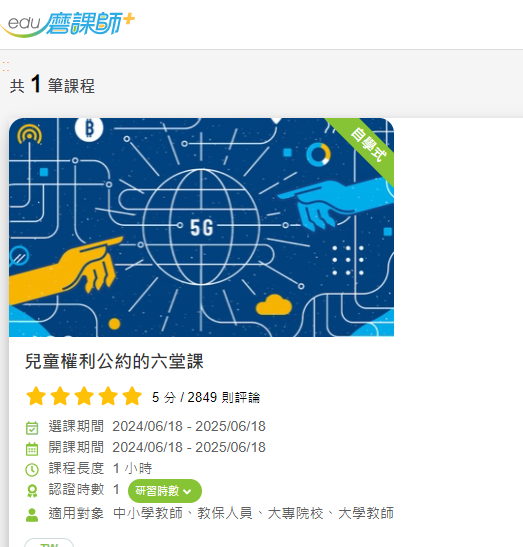 edu 磨課師+
共 1 筆課程
自學式
5G
兒童權利公約的六堂課
5 分 / 2849 則評論
選課期間 2024/06/18 - 2025/06/18
開課期間 2024/06/18 - 2025/06/18
課程長度 1 小時
認證時數 1 研習時數
適用對象 中小學教師、教保人員、大專院校、大學教師